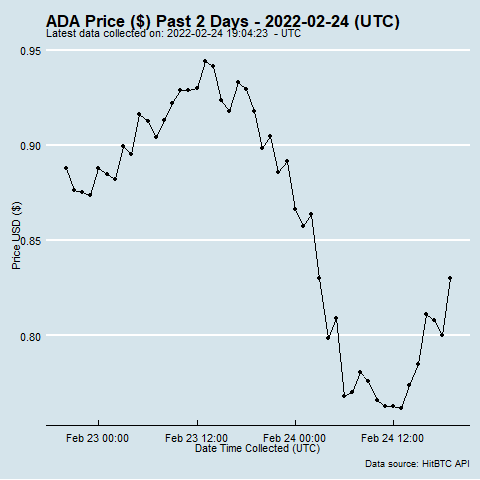 ADA Price ($) Past 2 Days - 2022-02-24 (UTC)
Latest data collected on: 2022-02-24 19:04:23 - UTC
0.95
0.90
0.85
0.80
Price USD ($)
Feb 23 00:00
Feb 23 12:00
Feb 24 00:00
Feb 24 12:00
Date Time Collected (UTC)
Data source: HitBTC API